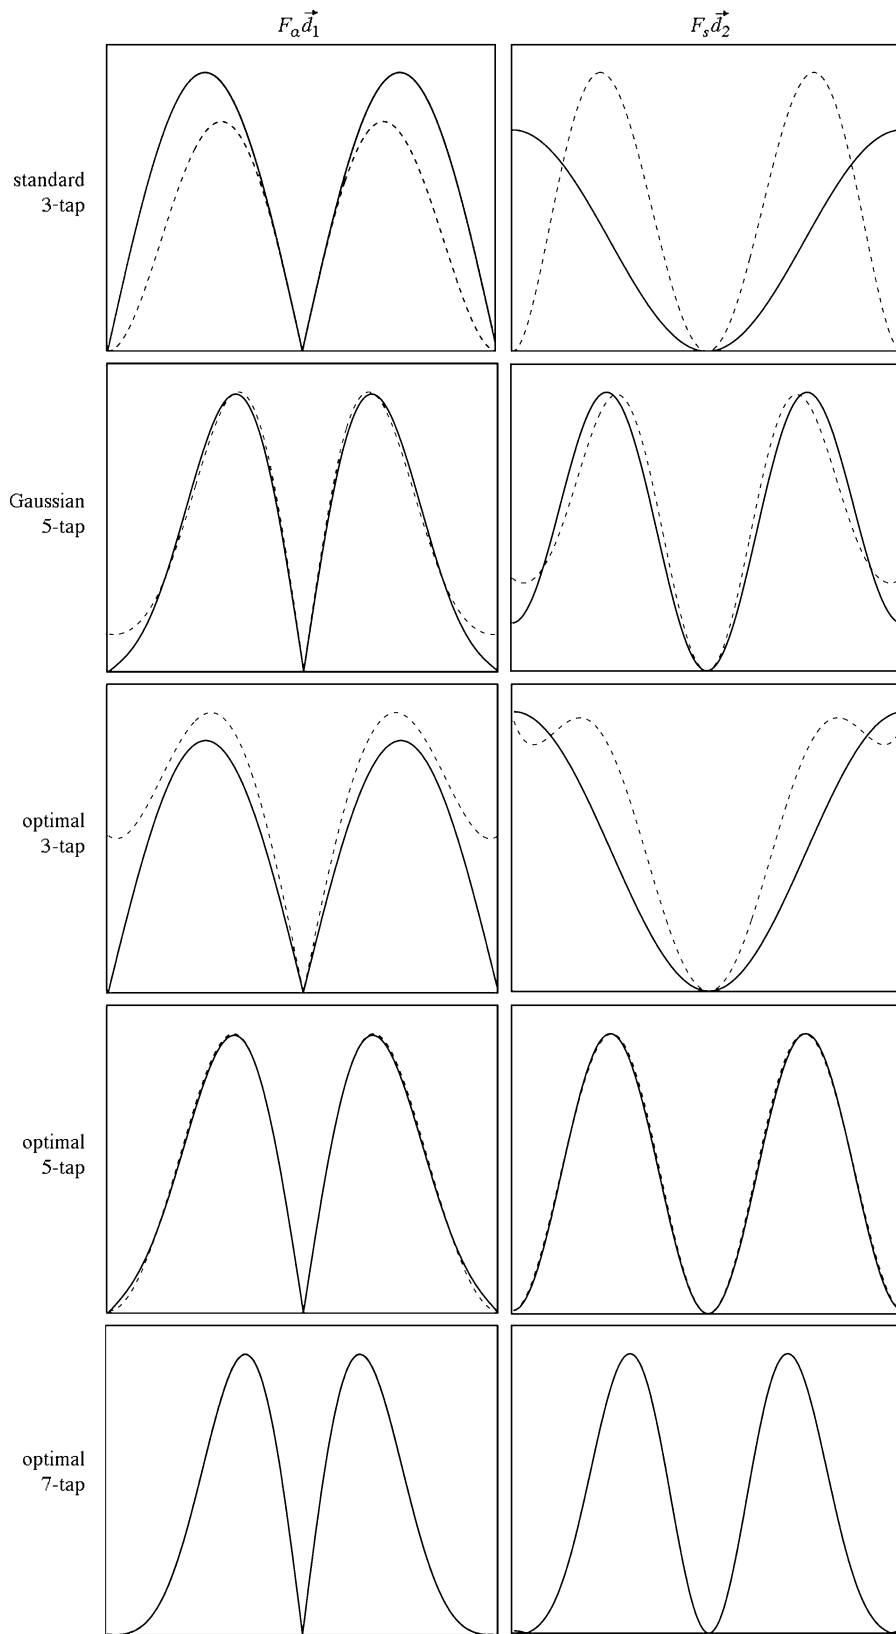 F_a d⃗_1
F_s d⃗_2
standard
3-tap
Gaussian
5-tap
optimal
3-tap
optimal
5-tap
optimal
7-tap